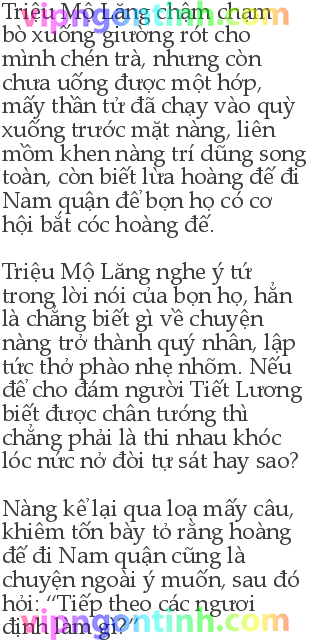 Triệu Mộ Lăng chậm chạm
vipngontinh.com
bò xuống giường rót cho
mình chén trà, nhưng còn
chưa uống được một hớp,
mấy thần tử đã chạy vào quỳ
xuống trước mặt nàng, liên
mồm khen nàng trí dũng song
toàn, còn biết lừa hoàng đế đi
Nam quận để bọn họ có cơ
hội bắt cóc hoàng đế.
Triệu Mộ Lăng nghe ý tứ
trong lời nói của bọn họ, hẳn
là chẳng biết gì về chuyện
nàng trở thành quý nhân, lập
tức thở phào nhẹ nhõm. Nếu
để cho đám người Tiết Lương
biết được chân tướng thì
chẳng phải là thi nhau khóc
lóc nức nở đòi tự sát hay sao?
Nàng kể lại qua loa mấy câu,
khiêm tốn bày tỏ rằng hoàng
đế đi Nam quận cũng là
chuyện ngoài ý muốn, sau đó
hỏi: “Tiếp theo các ngươi
định làm gì?”
vipngontinh.com